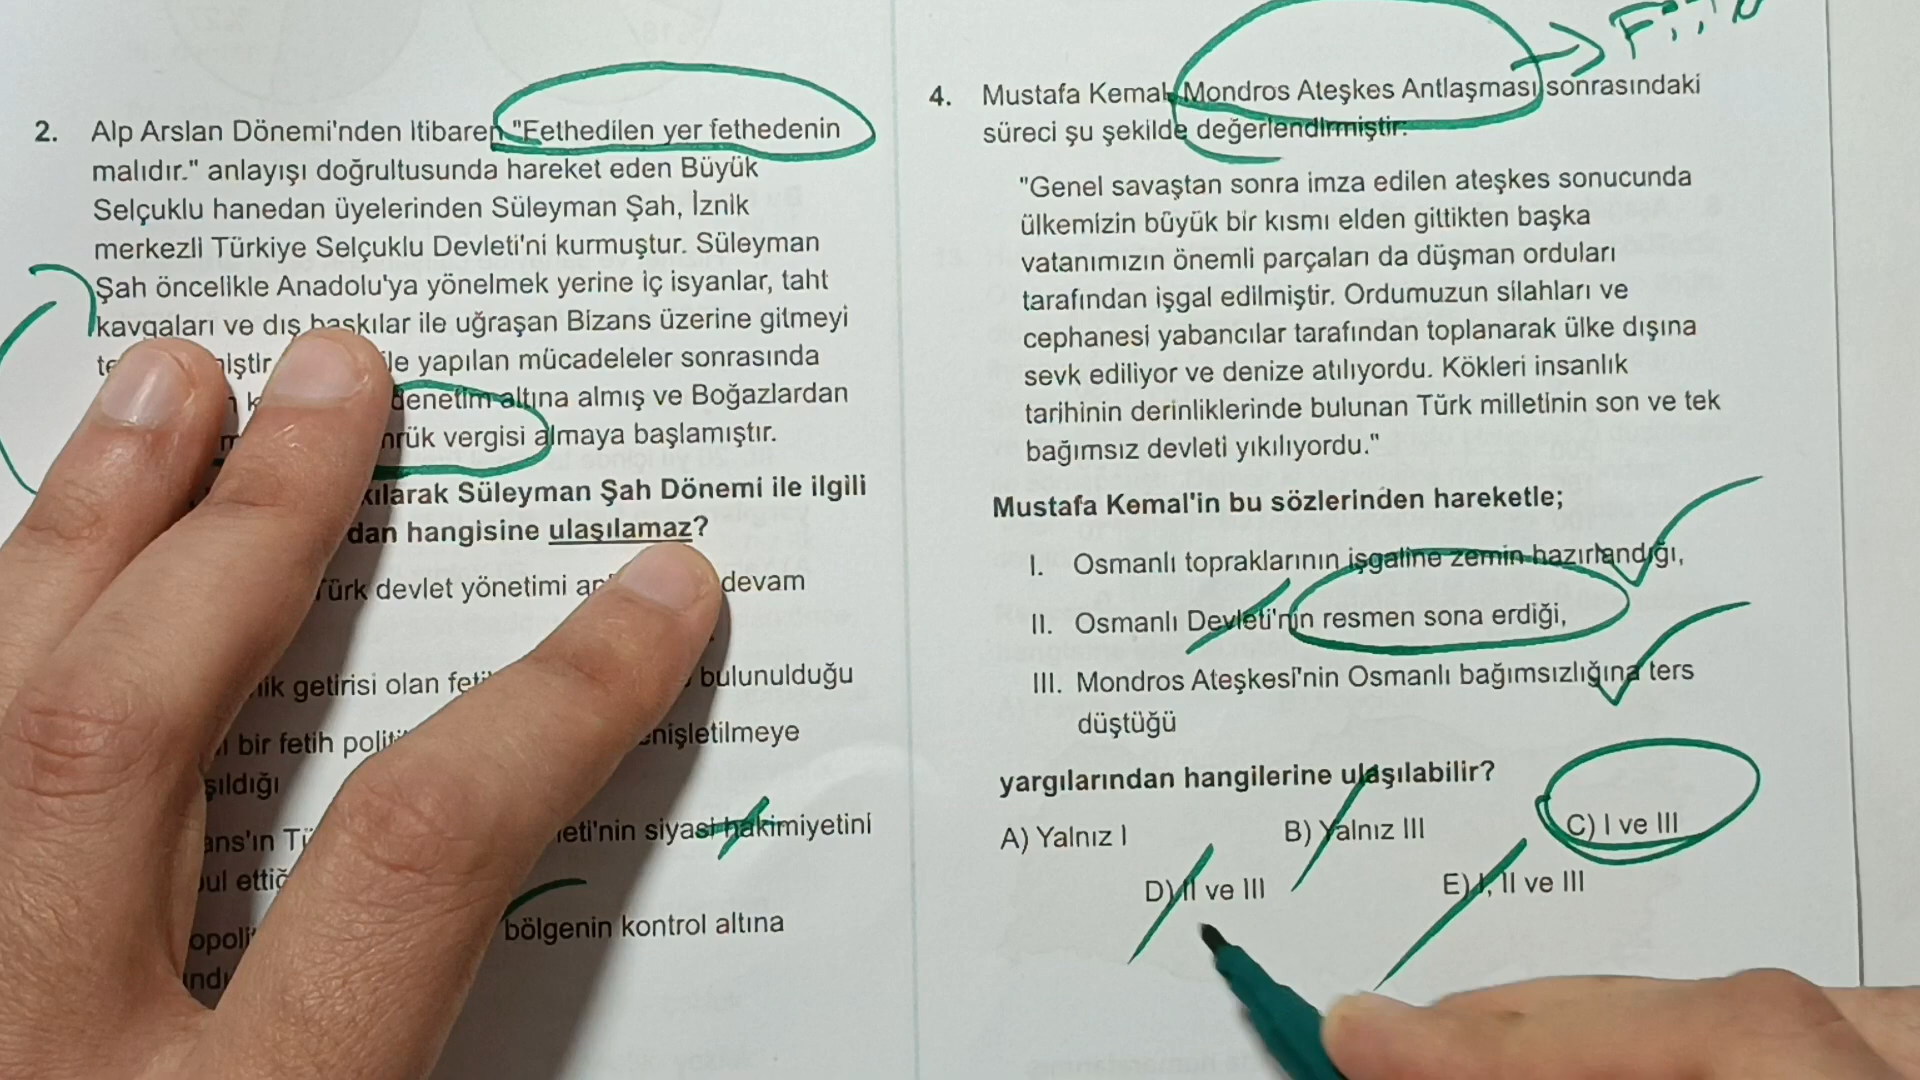 2. Alp Arslan Dönemi'nden itibaren "Fethedilen yer fethedenin
malıdır." anlayışı doğrultusunda hareket eden Büyük
Selçuklu hanedan üyelerinden Süleyman Şah, İznik
merkezli Türkiye Selçuklu Devleti'ni kurmuştur. Süleyman
Şah öncelikle Anadolu'ya yönelmek yerine iç isyanlar, taht
kavgaları ve dış baskılar ile uğraşan Bizans üzerine gitmeyi
yapılan mücadeleler sonrasında
denetim altına almış ve Boğazlardan
vergisi almaya başlamıştır.
Süleyman Şah Dönemi ile ilgili
hangisine ulaşılamaz?
devlet yönetimi devam
getirisi olan bulunulduğu
bir fetih
siyasi hakimiyetini
bölgenin kontrol altına
4. Mustafa Kemal, Mondros Ateşkes Antlaşması sonrasındaki
süreci şu şekilde değerlendirmiştir:
"Genel savaştan sonra imza edilen ateşkes sonucunda
ülkemizin büyük bir kısmı elden gittikten başka
vatanımızın önemli parçaları da düşman orduları
tarafından işgal edilmiştir. Ordumuzun silahları ve
cephanesi yabancılar tarafından toplanarak ülke dışına
sevk ediliyor ve denize atılıyordu. Kökleri insanlık
tarihinin derinliklerinde bulunan Türk milletinin son ve tek
bağımsız devleti yıkılıyordu."
Mustafa Kemal'in bu sözlerinden hareketle;
I. Osmanlı topraklarının işgaline zemin hazırlandığı,
II. Osmanlı Devleti'nin resmen sona erdiği,
III. Mondros Ateşkesi'nin Osmanlı bağımsızlığına ters
düştüğü
yargılarından hangilerine ulaşılabilir?
A) Yalnız I B) Yalnız III C) I ve III
D) II ve III E) I, II ve III